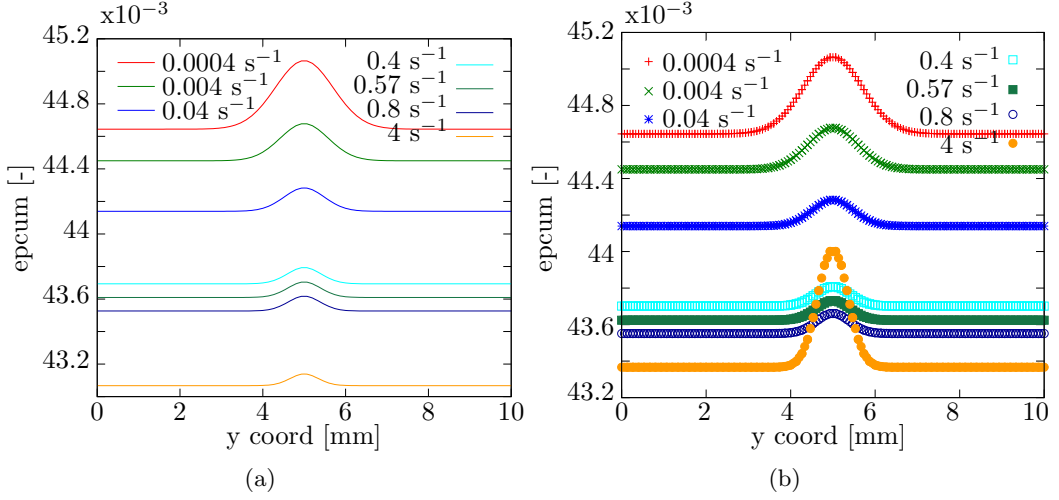 x10⁻³
45.2
44.8
44.4
44
43.6
43.2
epcum [-]
0.0004 s⁻¹
0.004 s⁻¹
0.04 s⁻¹
0.4 s⁻¹
0.57 s⁻¹
0.8 s⁻¹
4 s⁻¹
0 2 4 6 8 10
y coord [mm]
(a)
x10⁻³
45.2
44.8
44.4
44
43.6
43.2
epcum [-]
0.0004 s⁻¹
0.004 s⁻¹
0.04 s⁻¹
0.4 s⁻¹
0.57 s⁻¹
0.8 s⁻¹
4 s⁻¹
0 2 4 6 8 10
y coord [mm]
(b)